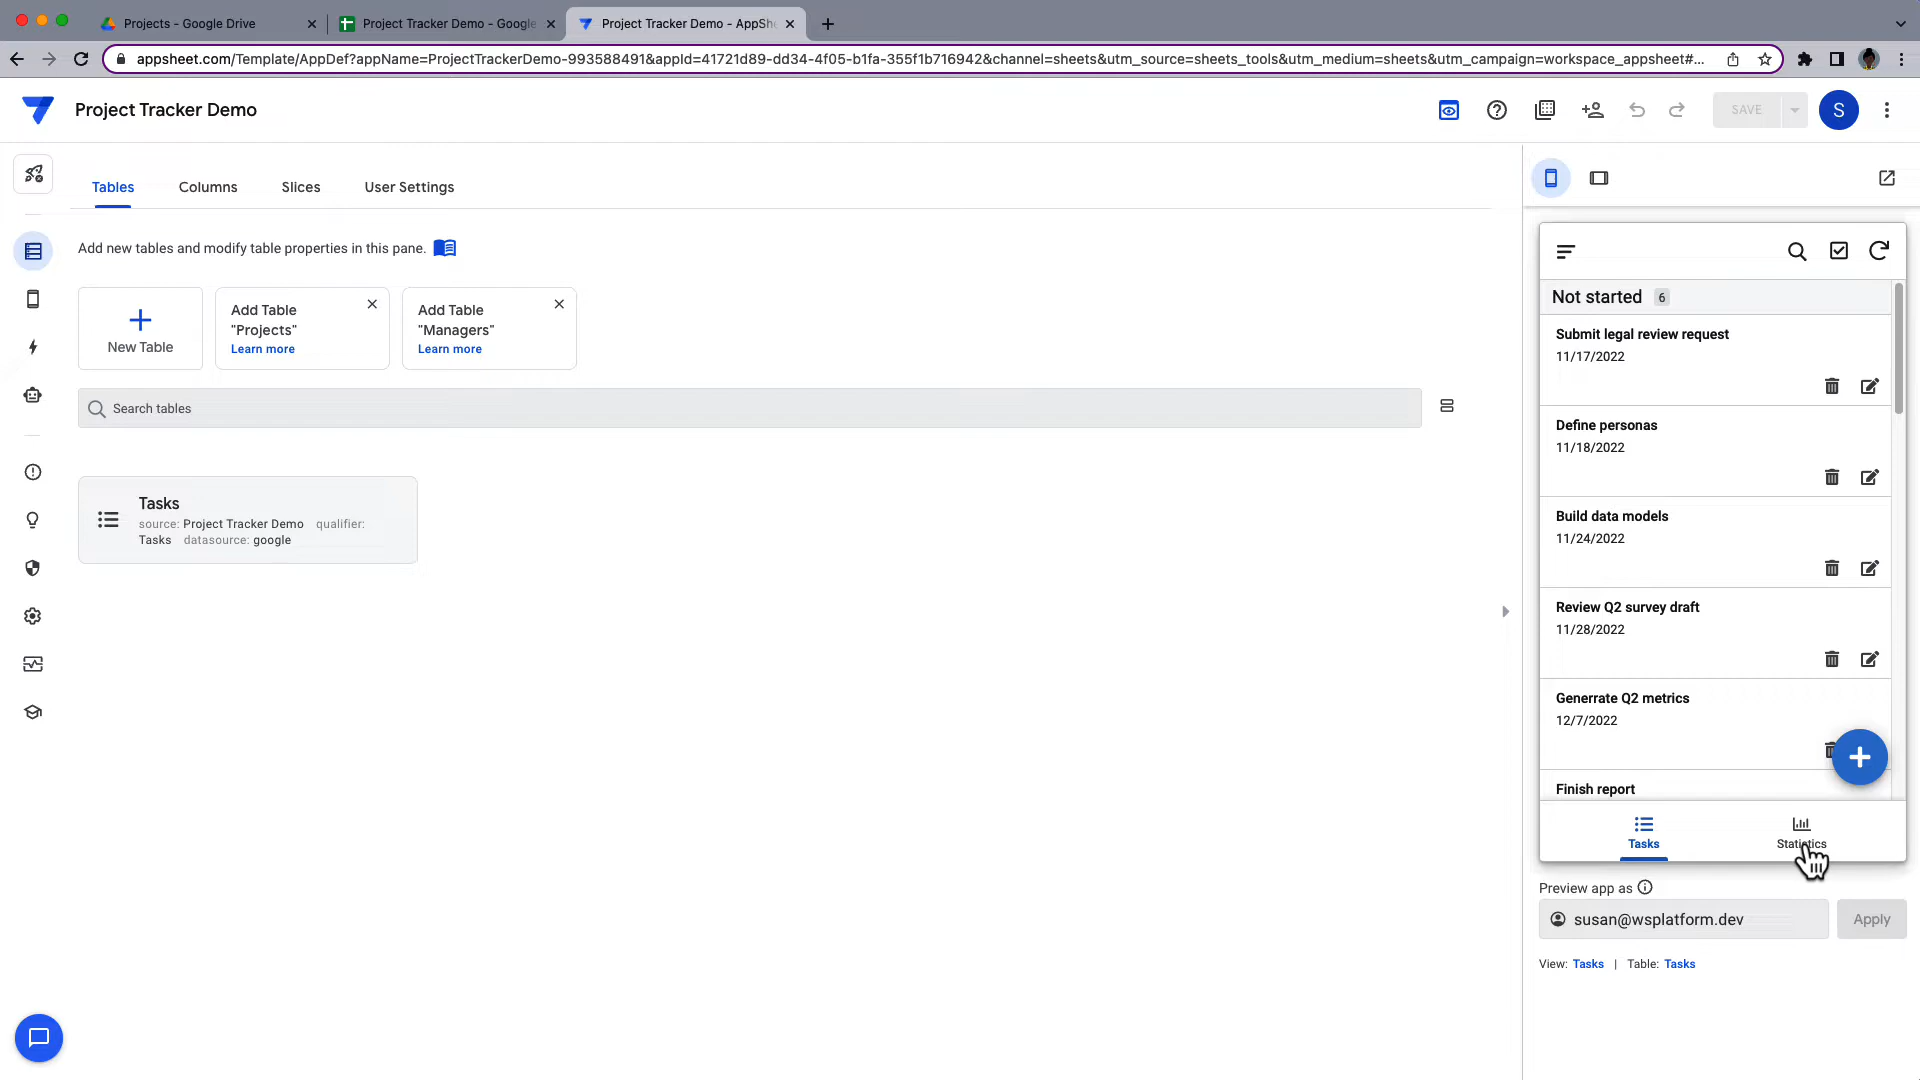 Projects - Google Drive
Project Tracker Demo - Google
Project Tracker Demo - AppShe
appsheet.com/Template/AppDef?appName=ProjectTrackerDemo-993588491&appId=41721d89-dd34-4f05-b1fa-355f1b716942&channel=sheets&utm_source=sheets_tools&utm_medium=sheets&utm_campaign=workspace_appsheet#...
Project Tracker Demo
SAVE
S
Tables
Columns
Slices
User Settings
Add new tables and modify table properties in this pane.
New Table
Add Table
"Projects"
Learn more
Add Table
"Managers"
Learn more
Search tables
Tasks
source: Project Tracker Demo qualifier:
Tasks datasource: google
Not started 6
Submit legal review request
11/17/2022
Define personas
11/18/2022
Build data models
11/24/2022
Review Q2 survey draft
11/28/2022
Generrate Q2 metrics
12/7/2022
Finish report
Tasks
Statistics
Preview app as
susan@wsplatform.dev
Apply
View: Tasks | Table: Tasks